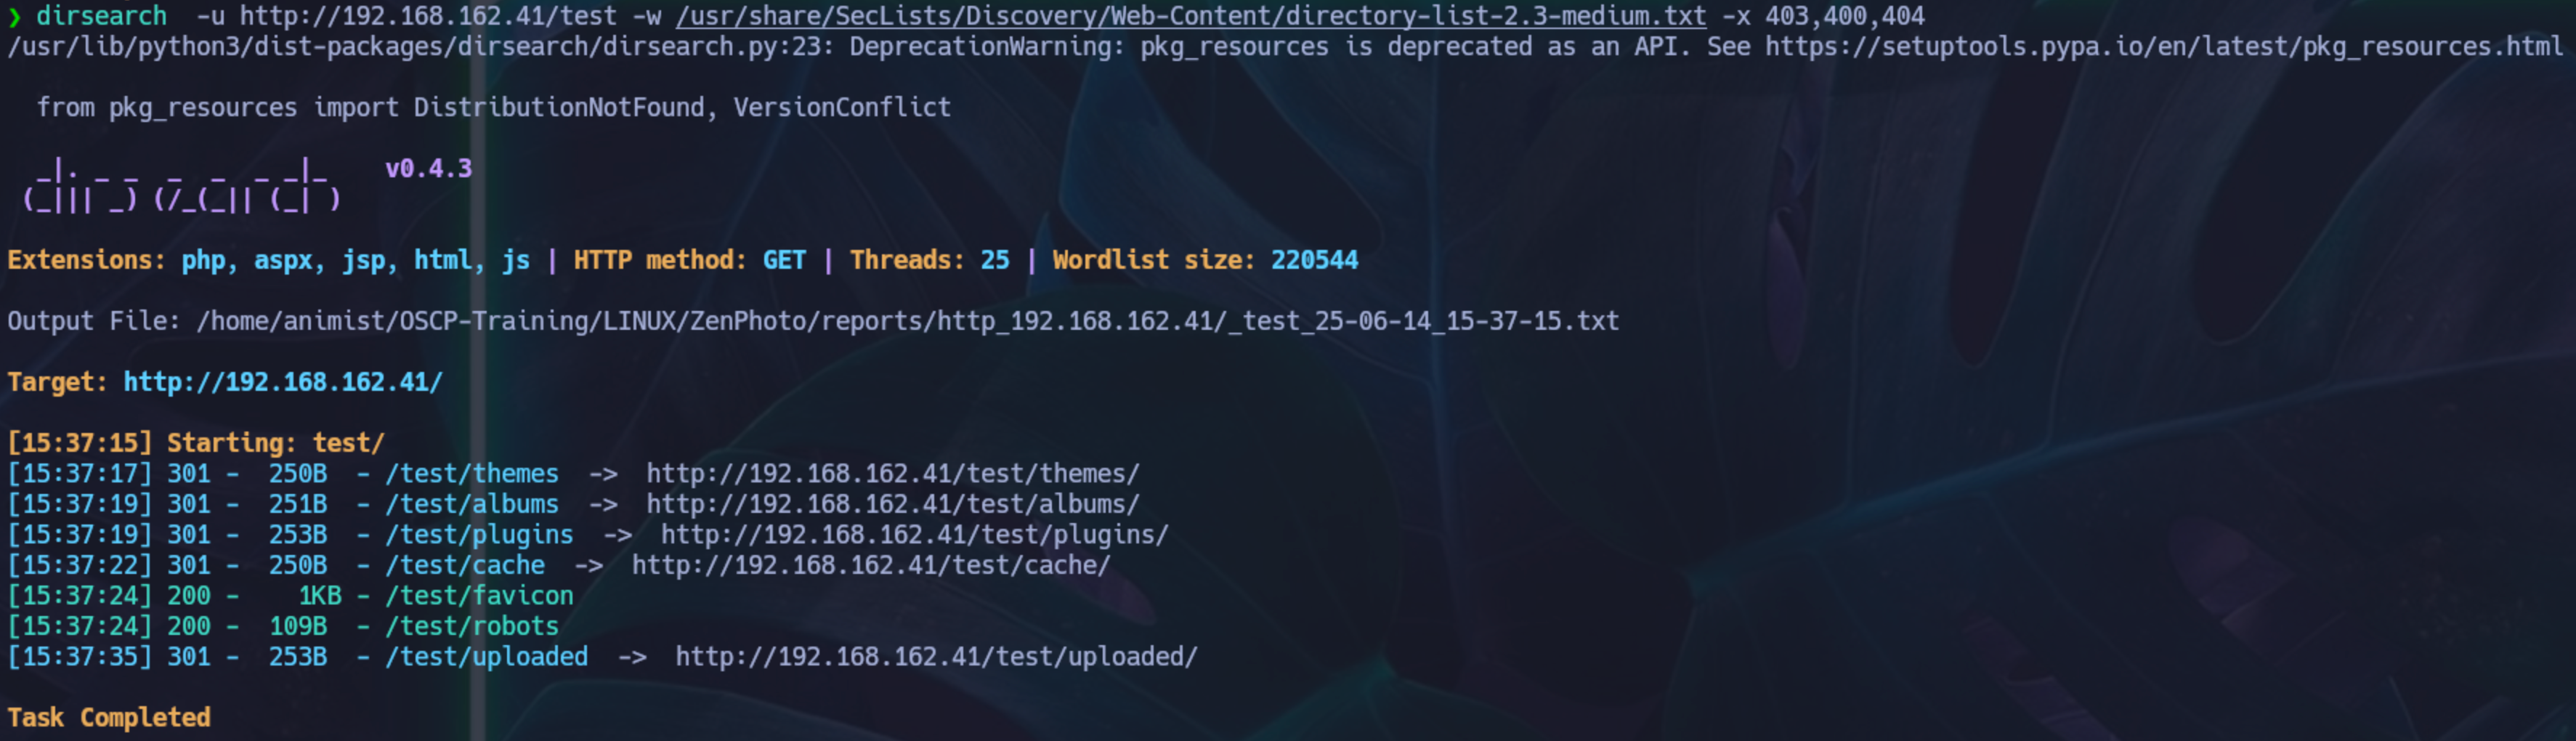 ❯ dirsearch  -u http://192.168.162.41/test -w /usr/share/SecLists/Discovery/Web-Content/directory-list-2.3-medium.txt -x 403,400,404
/usr/lib/python3/dist-packages/dirsearch/dirsearch.py:23: DeprecationWarning: pkg_resources is deprecated as an API. See https://setuptools.pypa.io/en/latest/pkg_resources.html
  from pkg_resources import DistributionNotFound, VersionConflict
  _|. _ _  _  _  _ _|_    v0.4.3
 (_||| _) (/_(_|| (_| )
Extensions: php, aspx, jsp, html, js | HTTP method: GET | Threads: 25 | Wordlist size: 220544
Output File: /home/animist/OSCP-Training/LINUX/ZenPhoto/reports/http_192.168.162.41/_test_25-06-14_15-37-15.txt
Target: http://192.168.162.41/
[15:37:15] Starting: test/
[15:37:17] 301 -  250B  - /test/themes  ->  http://192.168.162.41/test/themes/
[15:37:19] 301 -  251B  - /test/albums  ->  http://192.168.162.41/test/albums/
[15:37:19] 301 -  253B  - /test/plugins  ->  http://192.168.162.41/test/plugins/
[15:37:22] 301 -  250B  - /test/cache  ->  http://192.168.162.41/test/cache/
[15:37:24] 200 -    1KB - /test/favicon
[15:37:24] 200 -  109B  - /test/robots
[15:37:35] 301 -  253B  - /test/uploaded  ->  http://192.168.162.41/test/uploaded/
Task Completed